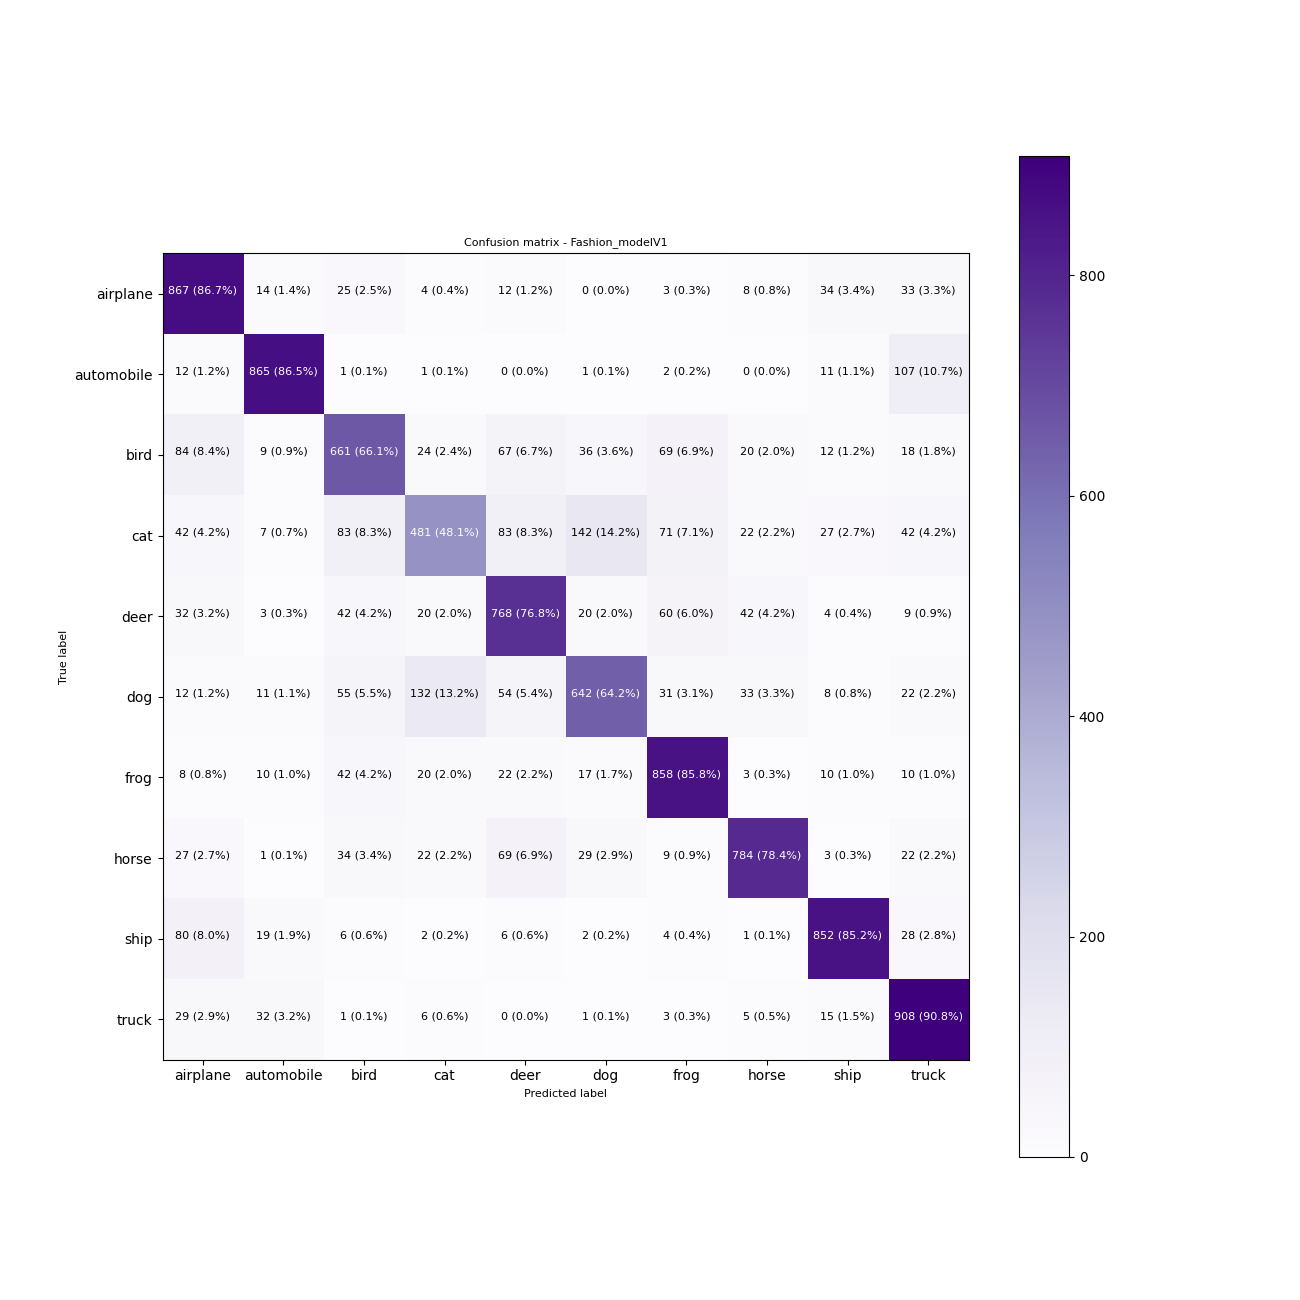 Confusion matrix - Fashion_modelV1
airplane 867 (86.7%) 14 (1.4%) 25 (2.5%) 4 (0.4%) 12 (1.2%) 0 (0.0%) 3 (0.3%) 8 (0.8%) 34 (3.4%) 33 (3.3%)
automobile 12 (1.2%) 865 (86.5%) 1 (0.1%) 1 (0.1%) 0 (0.0%) 1 (0.1%) 2 (0.2%) 0 (0.0%) 11 (1.1%) 107 (10.7%)
bird 84 (8.4%) 9 (0.9%) 661 (66.1%) 24 (2.4%) 67 (6.7%) 36 (3.6%) 69 (6.9%) 20 (2.0%) 12 (1.2%) 18 (1.8%)
cat 42 (4.2%) 7 (0.7%) 83 (8.3%) 481 (48.1%) 83 (8.3%) 142 (14.2%) 71 (7.1%) 22 (2.2%) 27 (2.7%) 42 (4.2%)
deer 32 (3.2%) 3 (0.3%) 42 (4.2%) 20 (2.0%) 768 (76.8%) 20 (2.0%) 60 (6.0%) 42 (4.2%) 4 (0.4%) 9 (0.9%)
dog 12 (1.2%) 11 (1.1%) 55 (5.5%) 132 (13.2%) 54 (5.4%) 642 (64.2%) 31 (3.1%) 33 (3.3%) 8 (0.8%) 22 (2.2%)
frog 8 (0.8%) 10 (1.0%) 42 (4.2%) 20 (2.0%) 22 (2.2%) 17 (1.7%) 858 (85.8%) 3 (0.3%) 10 (1.0%) 10 (1.0%)
horse 27 (2.7%) 1 (0.1%) 34 (3.4%) 22 (2.2%) 69 (6.9%) 29 (2.9%) 9 (0.9%) 784 (78.4%) 3 (0.3%) 22 (2.2%)
ship 80 (8.0%) 19 (1.9%) 6 (0.6%) 2 (0.2%) 6 (0.6%) 2 (0.2%) 4 (0.4%) 1 (0.1%) 852 (85.2%) 28 (2.8%)
truck 29 (2.9%) 32 (3.2%) 1 (0.1%) 6 (0.6%) 0 (0.0%) 1 (0.1%) 3 (0.3%) 5 (0.5%) 15 (1.5%) 908 (90.8%)
airplane automobile bird cat deer dog frog horse ship truck
Predicted label
True label
800
600
400
200
0